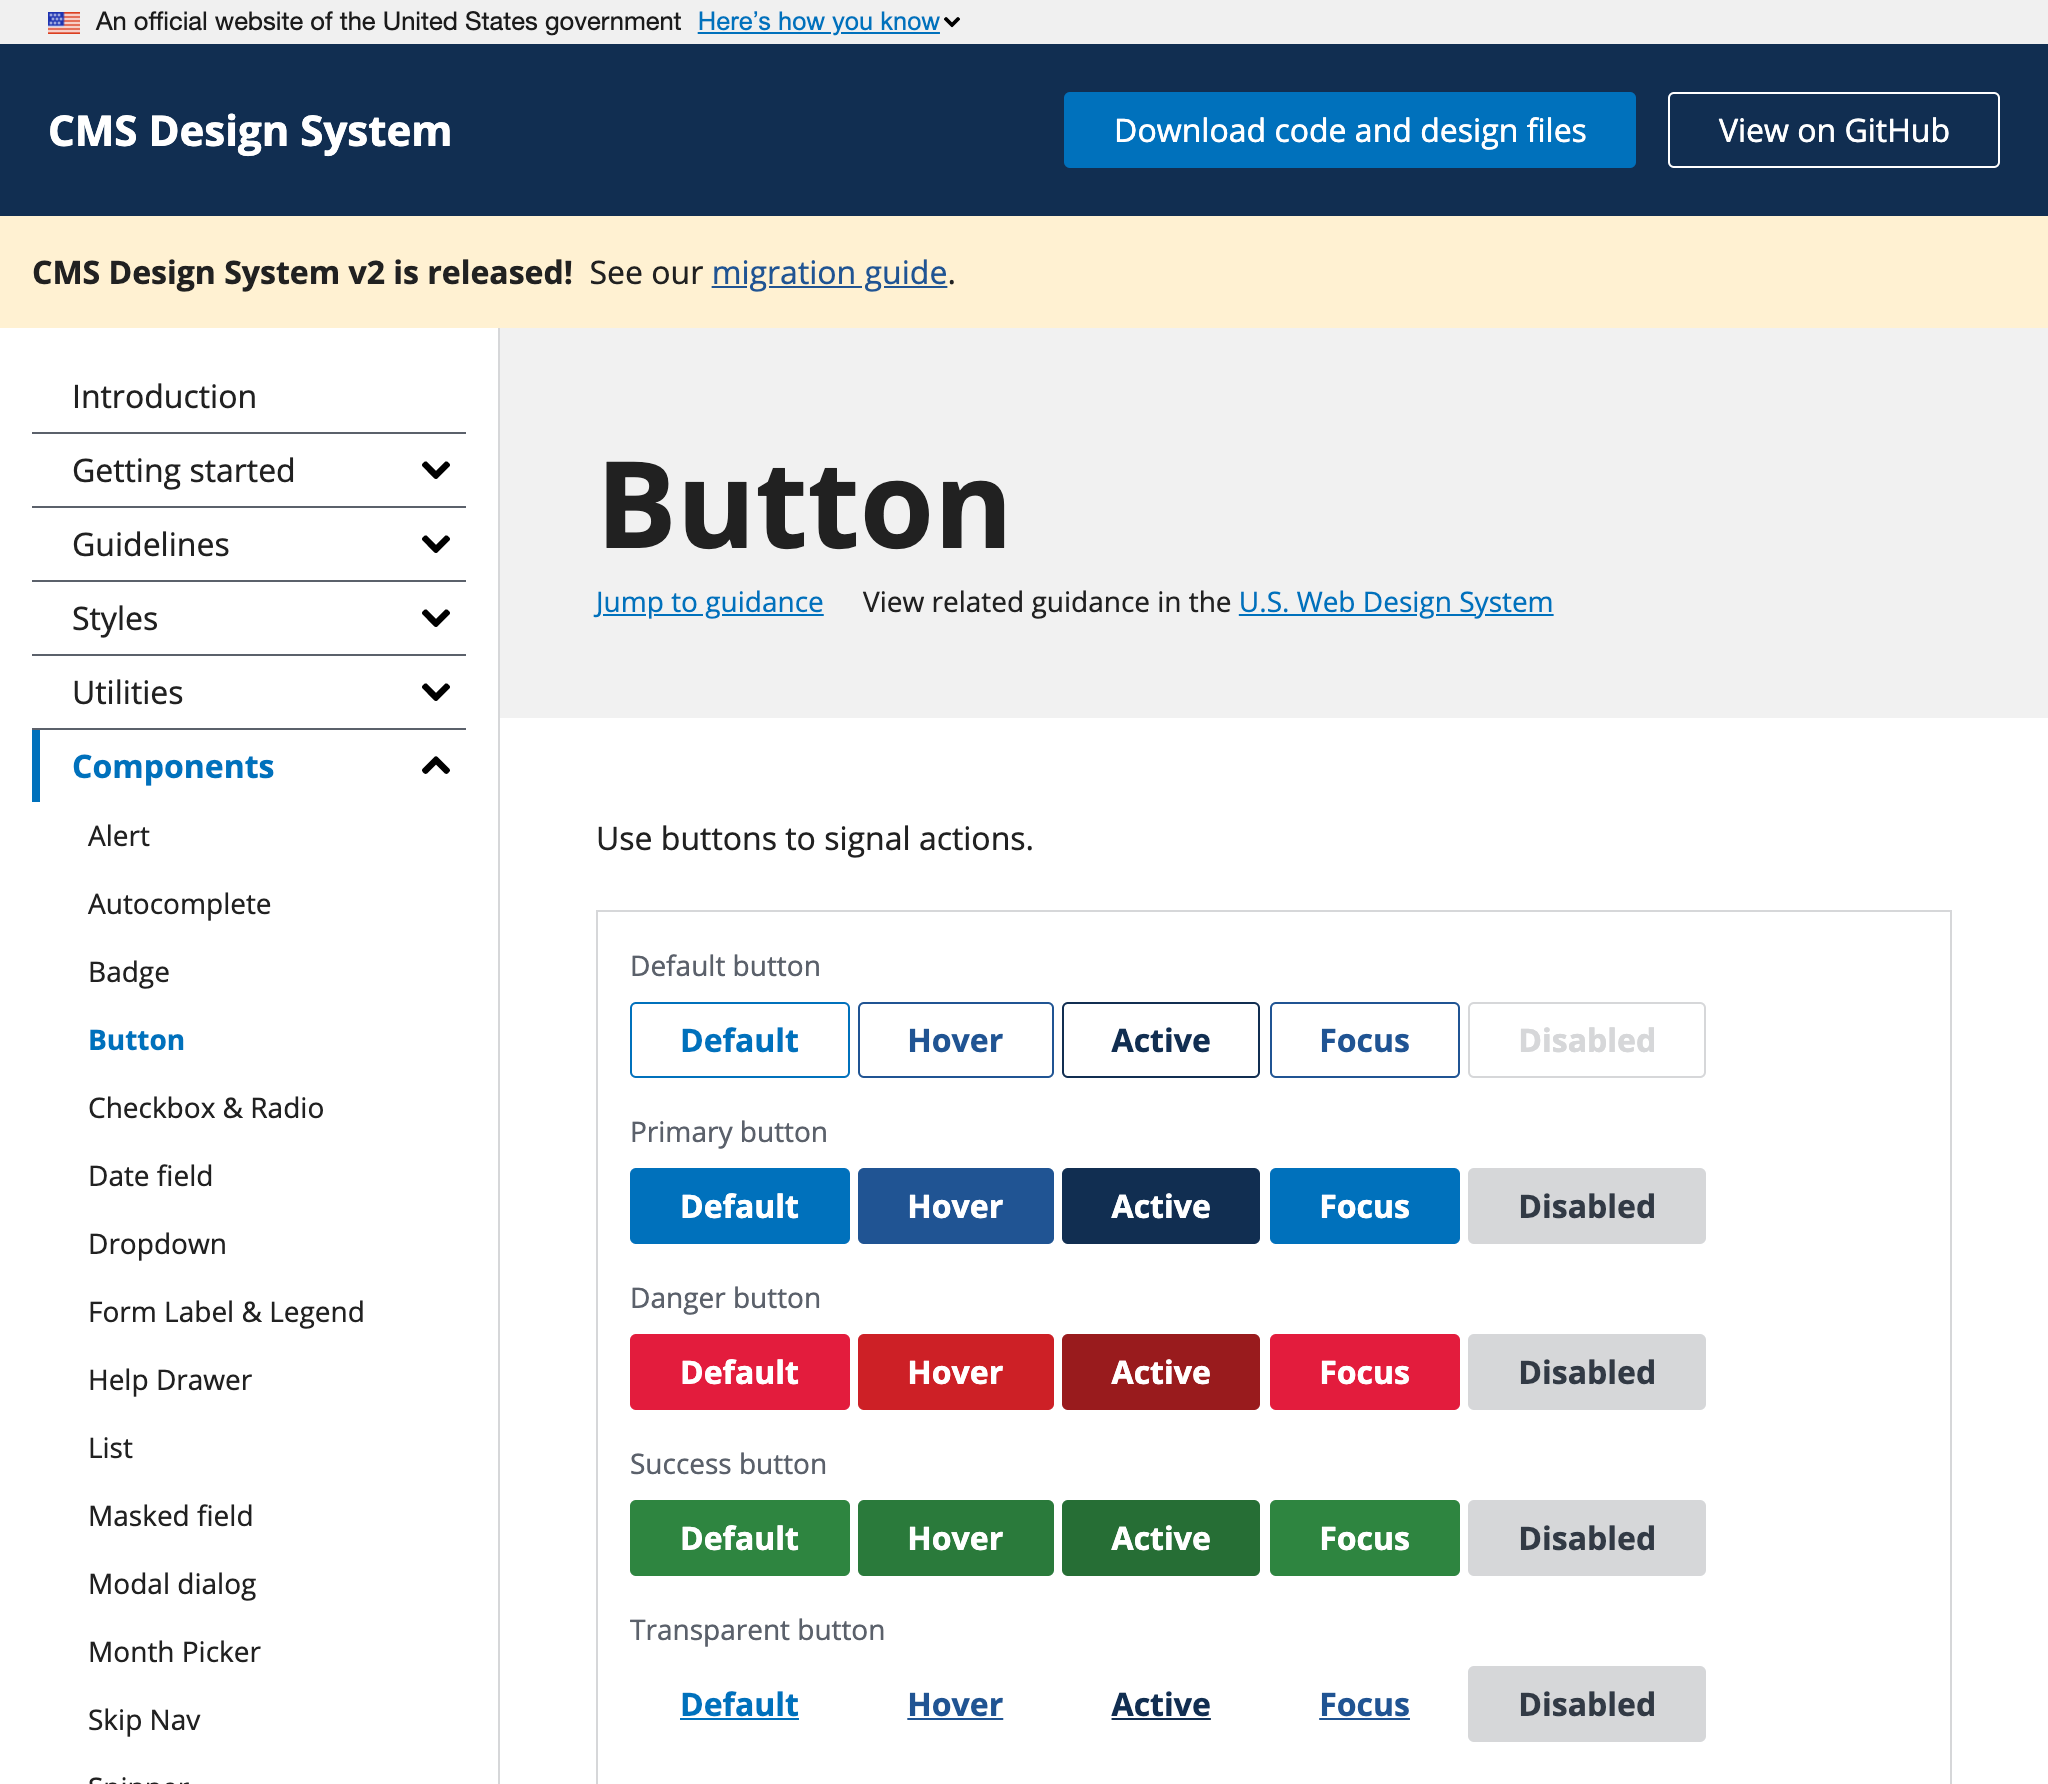 An official website of the United States government Here’s how you know
CMS Design System
Download code and design files
View on GitHub
CMS Design System v2 is released! See our migration guide.
Introduction
Getting started
Guidelines
Styles
Utilities
Components
Alert
Autocomplete
Badge
Button
Checkbox & Radio
Date field
Dropdown
Form Label & Legend
Help Drawer
List
Masked field
Modal dialog
Month Picker
Skip Nav
Button
Jump to guidance View related guidance in the U.S. Web Design System
Use buttons to signal actions.
Default button
Default Hover Active Focus Disabled
Primary button
Default Hover Active Focus Disabled
Danger button
Default Hover Active Focus Disabled
Success button
Default Hover Active Focus Disabled
Transparent button
Default Hover Active Focus Disabled